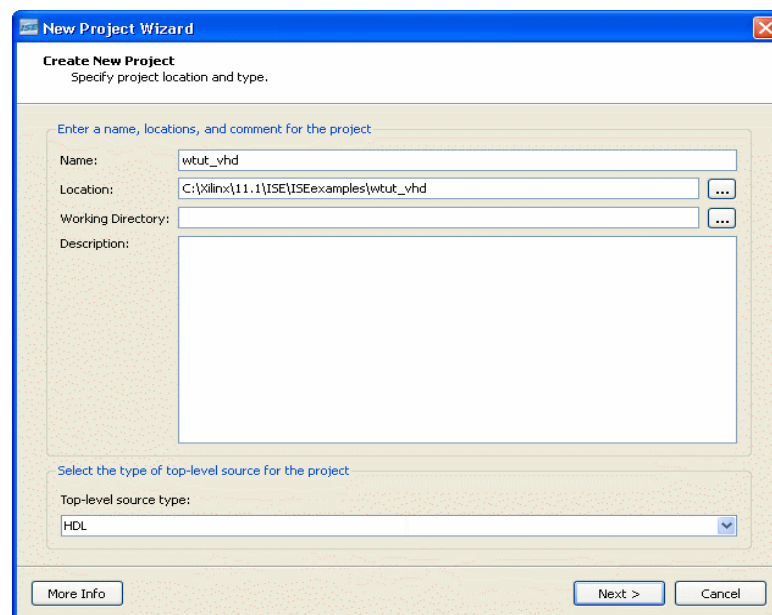 ISE New Project Wizard
Create New Project
Specify project location and type.
Enter a name, locations, and comment for the project
Name: wtut_vhd
Location: C:\Xilinx\11.1\ISE\ISEexamples\wtut_vhd ...
Working Directory: ...
Description:
Select the type of top-level source for the project
Top-level source type:
HDL
More Info Next > Cancel